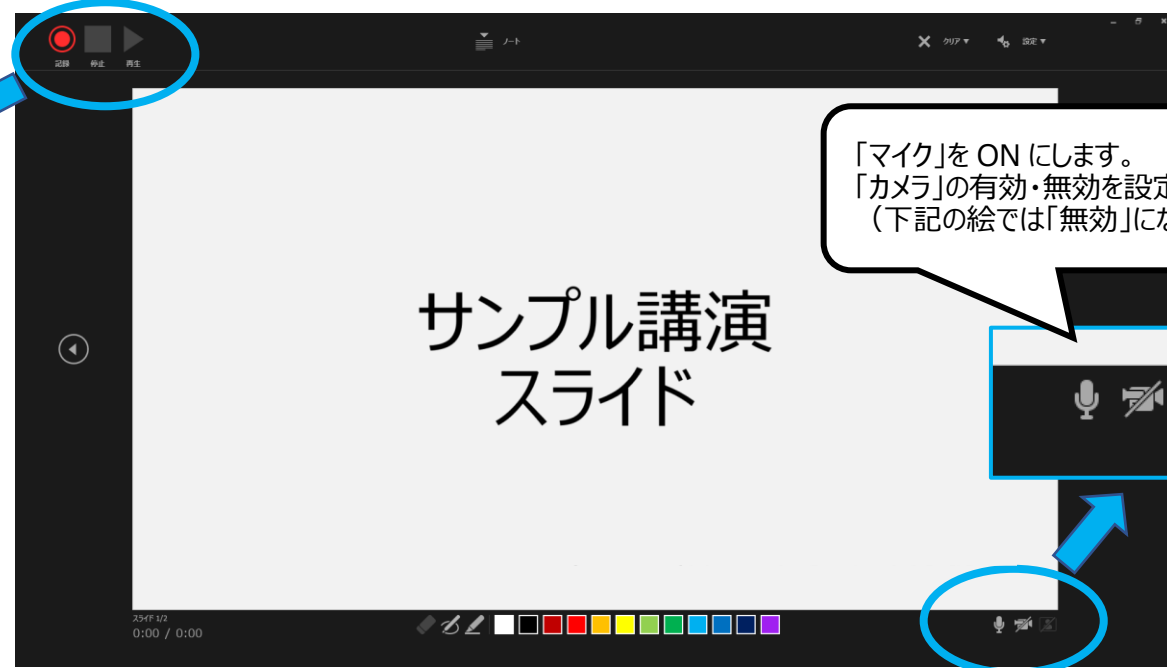 記録 停止 再生
ノート
クリア
設定
「マイク」を ON にします。
「カメラ」の有効・無効を設定
（下記の絵では「無効」にな
サンプル講演
スライド
スライド 1/2
0:00 / 0:00